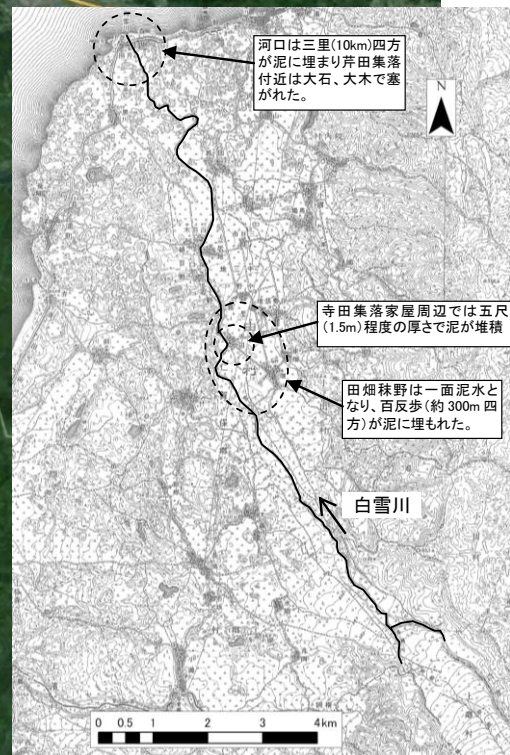 河口は三里(10km)四方
が泥に埋まり芹田集落
付近は大石、大木で塞
がれた。
N
寺田集落家屋周辺では五尺
(1.5m)程度の厚さで泥が堆積
田畑秣野は一面泥水と
なり、百反歩(約300m四
方)が泥に埋もれた。
白雪川
0 0.5 1 2 3 4km